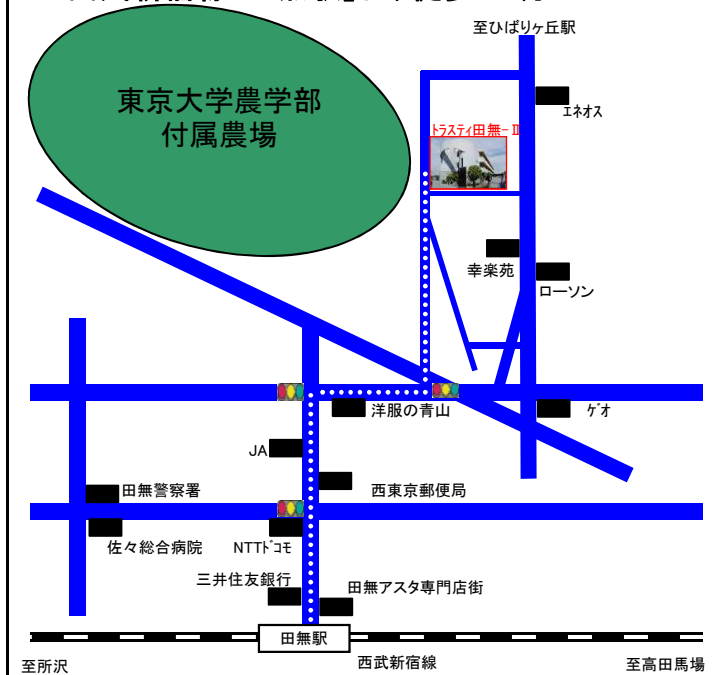 至ひばりヶ丘駅
東京大学農学部
付属農場
エネオス
トラスティ田無-Ⅱ
幸楽苑
ローソン
洋服の青山
ゲオ
JA
田無警察署
西東京郵便局
佐々総合病院
NTTドコモ
三井住友銀行
田無アスタ専門店街
田無駅
至所沢
西武新宿線
至高田馬場